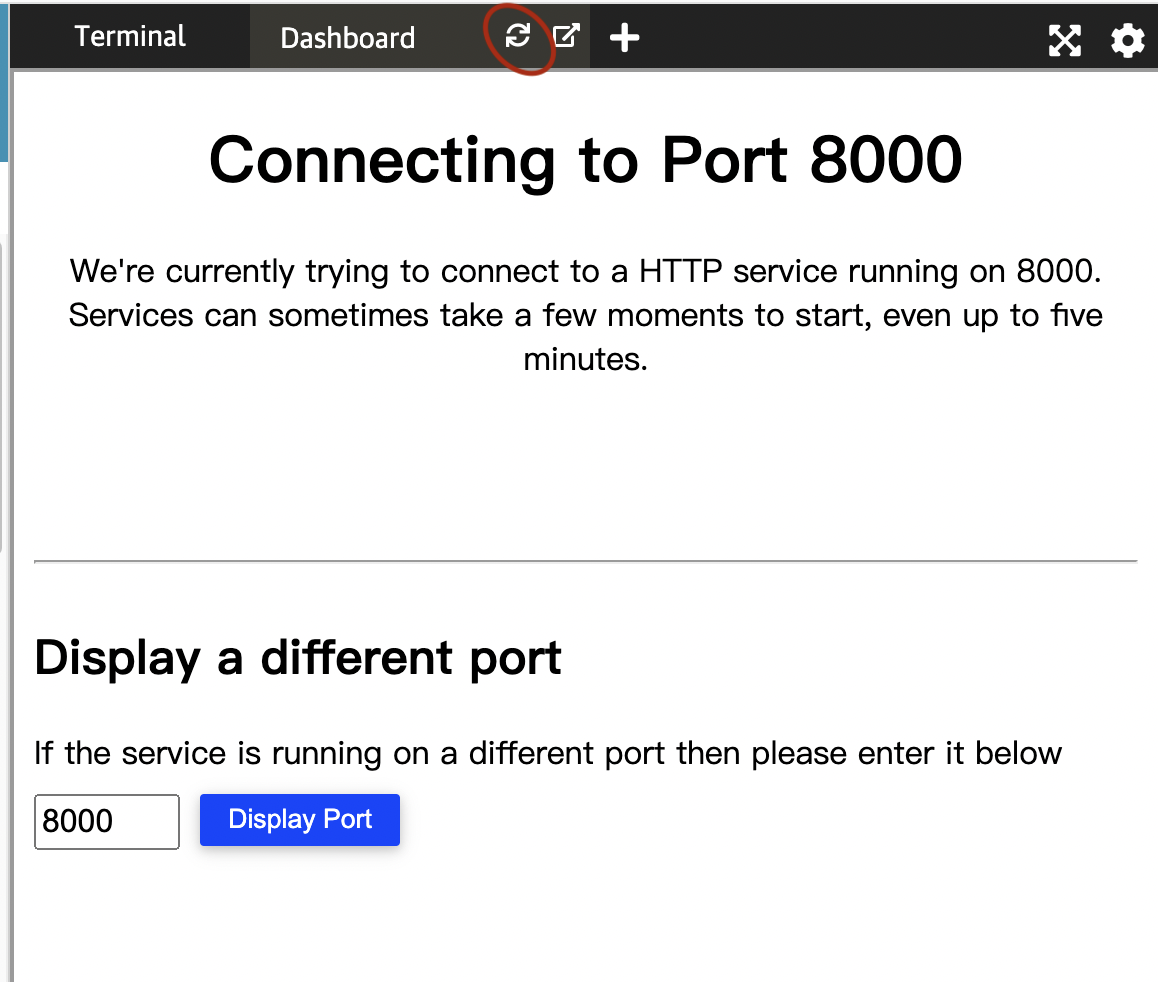 Terminal
Dashboard
Connecting to Port 8000
We're currently trying to connect to a HTTP service running on 8000.
Services can sometimes take a few moments to start, even up to five
minutes.
Display a different port
If the service is running on a different port then please enter it below
8000
Display Port